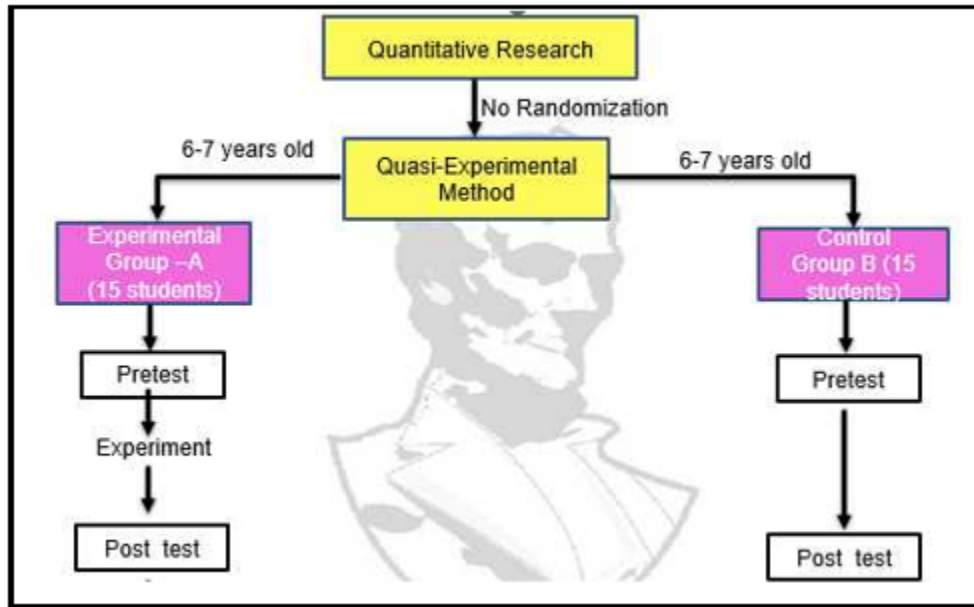 Quantitative Research
No Randomization
6-7 years old
Quasi-Experimental
Method
6-7 years old
Experimental
Group –A
(15 students)
Control
Group B (15
students)
Pretest
Pretest
Experiment
Post test
Post test